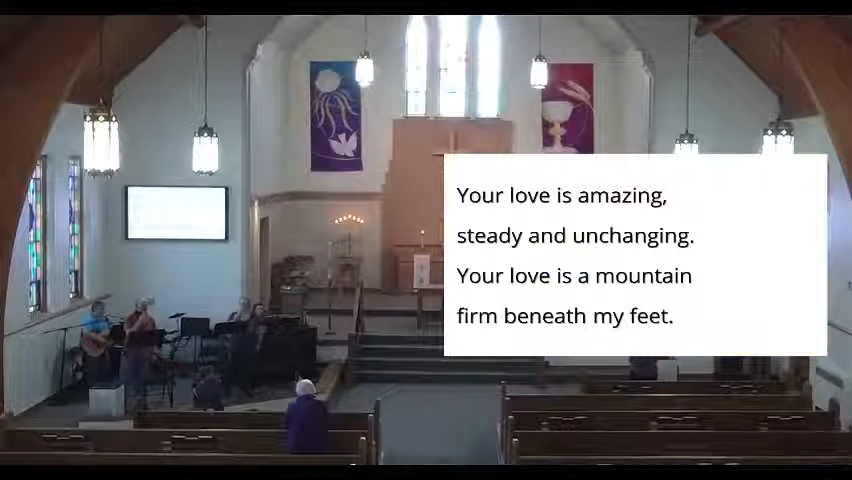 Your love is amazing,
steady and unchanging.
Your love is a mountain
firm beneath my feet.